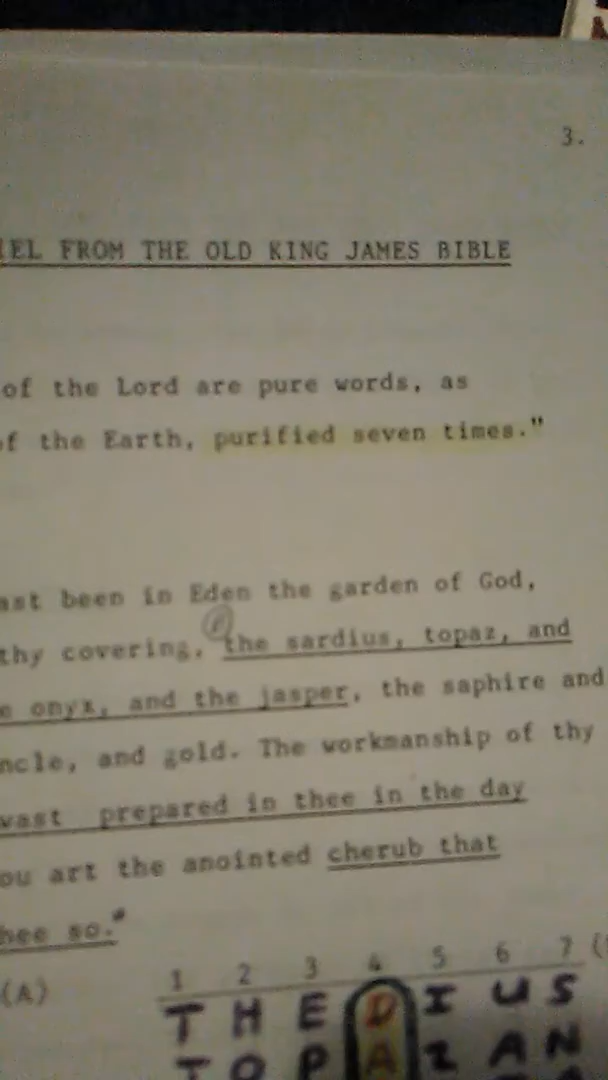 3.
IEL FROM THE OLD KING JAMES BIBLE
of the Lord are pure words, as
of the Earth, purified seven times."
ast been in Eden the garden of God,
thy covering, the sardius, topaz, and
e onyx, and the jasper, the saphire and
ncle, and gold. The workmanship of thy
wast prepared in thee in the day
ou art the anointed cherub that
hee so."
(A) 1 2 3 4 5 6 7 (
T H E D I U S
T O P A Z A N